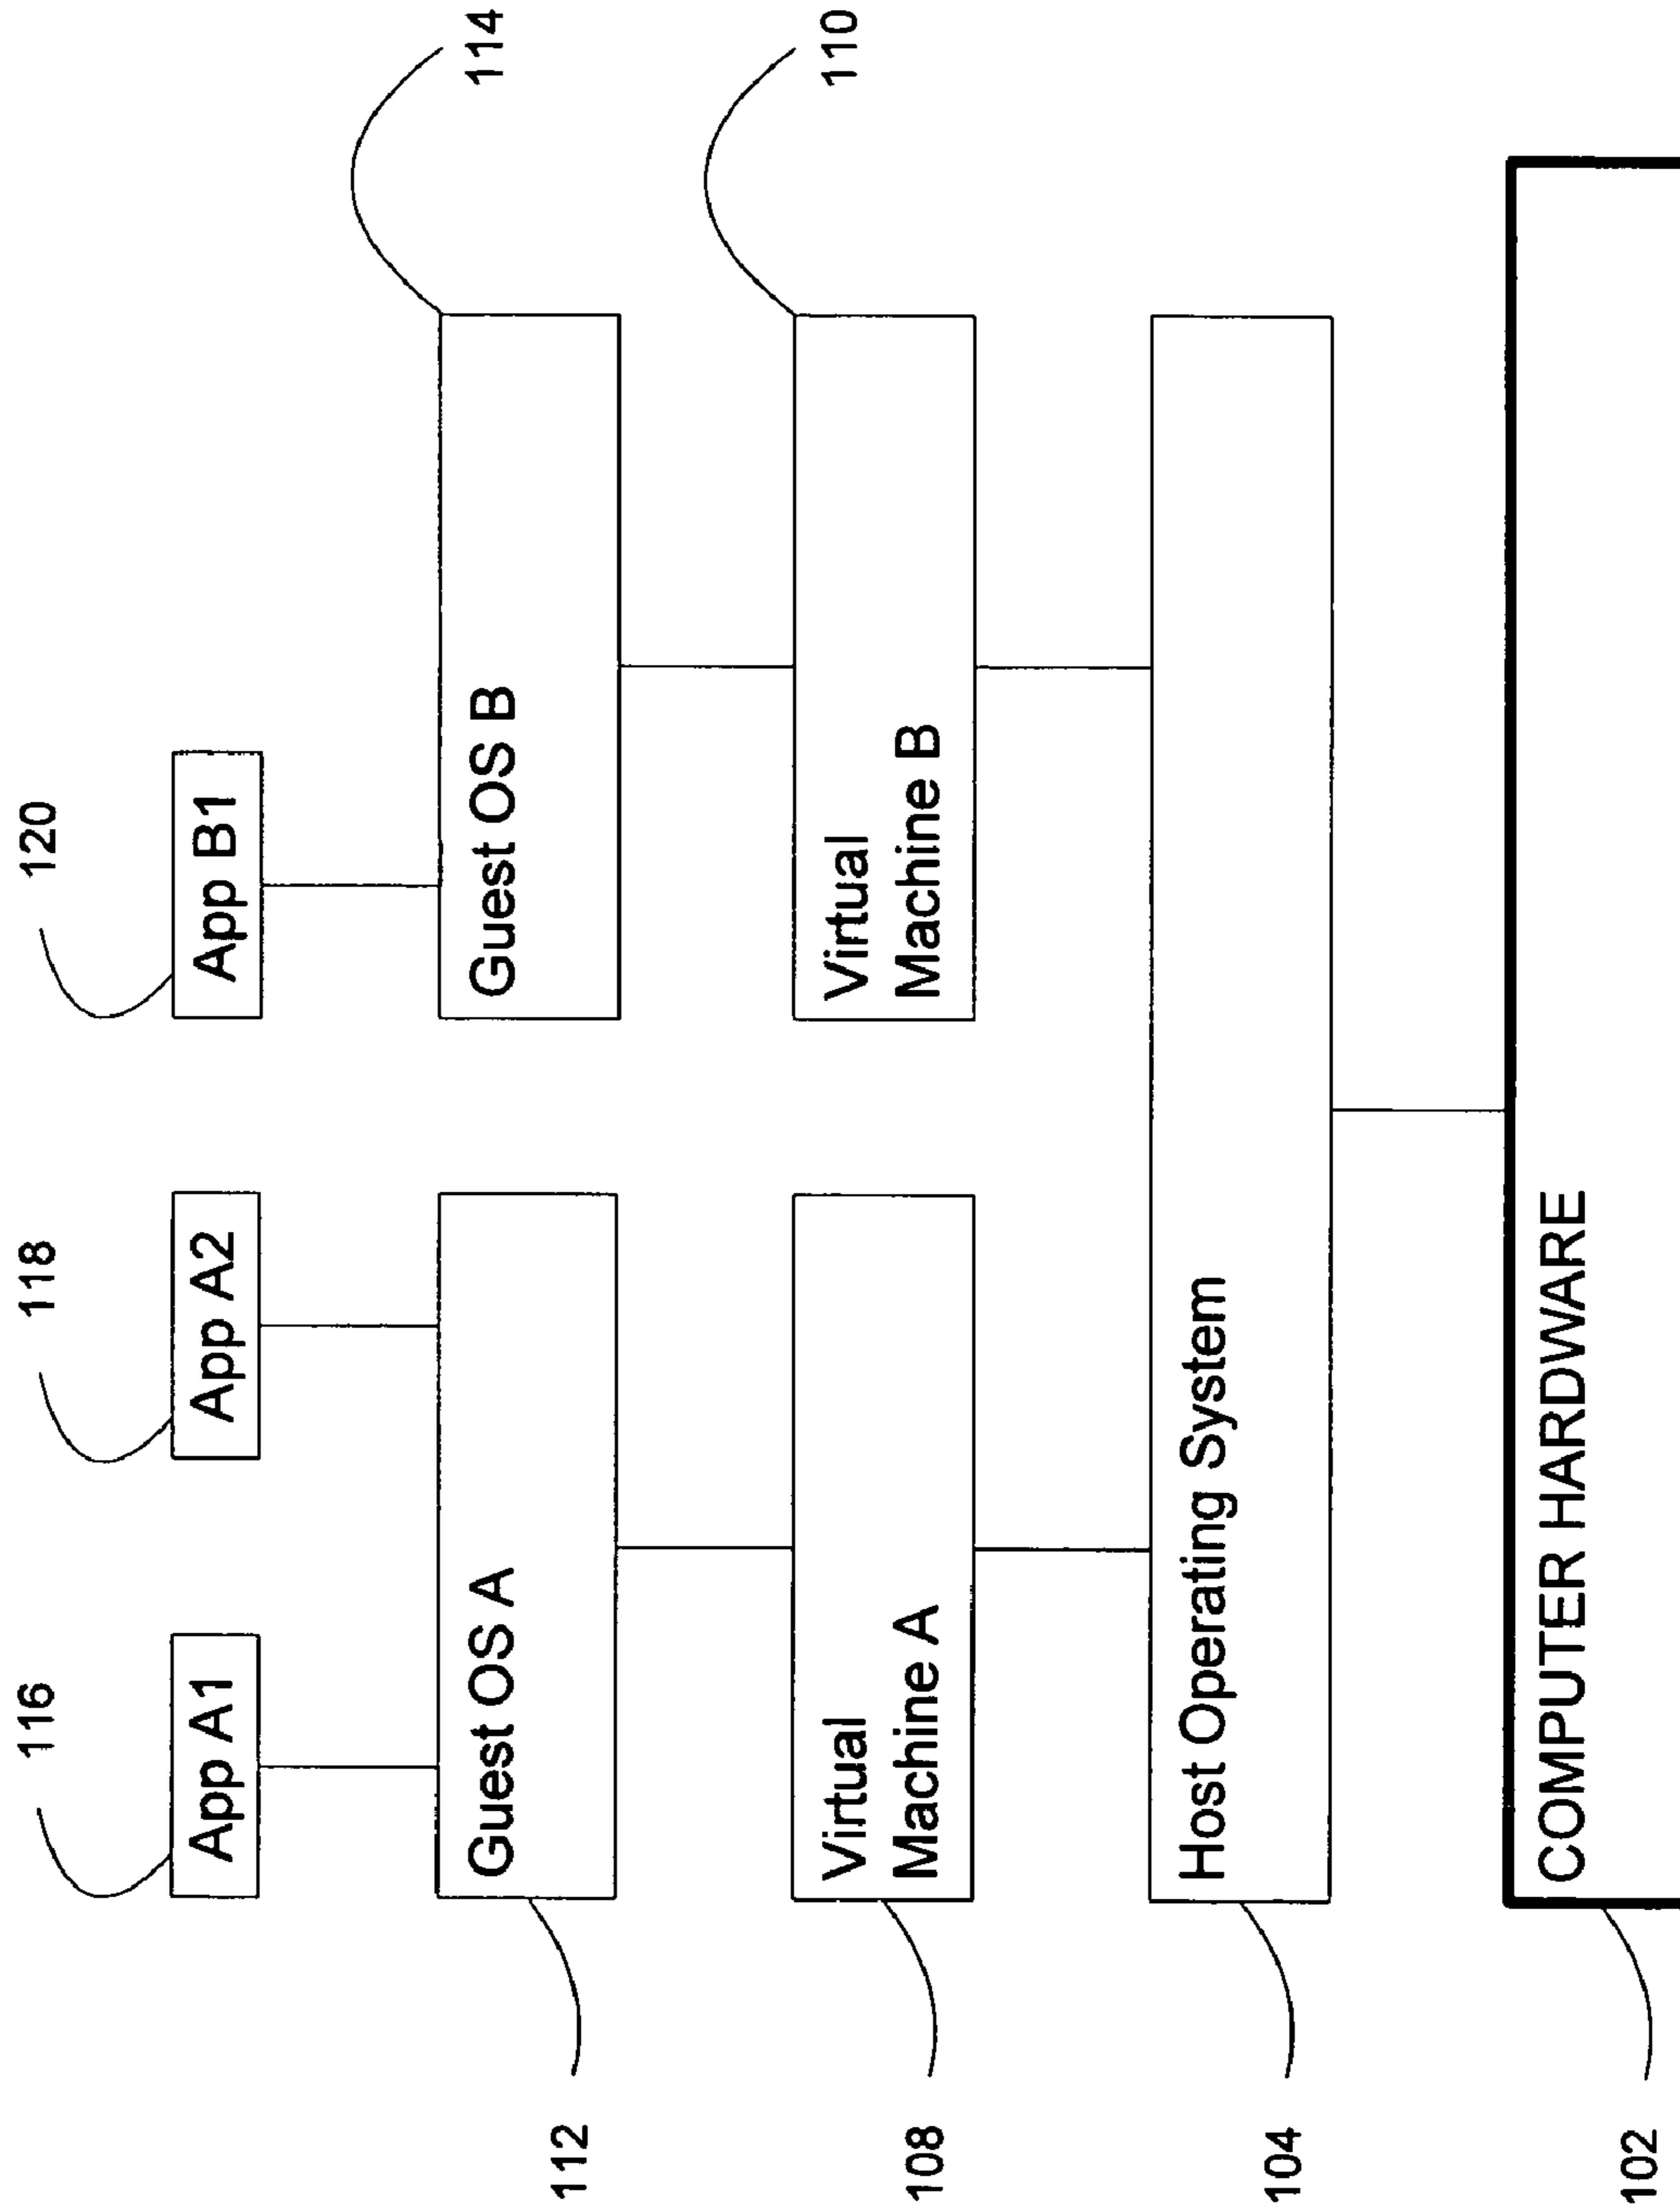 116
118
120
App A1
App A2
App B1
114
Guest OS A
Guest OS B
112
110
Virtual
Machine A
Virtual
Machine B
108
Host Operating System
104
COMPUTER HARDWARE
102